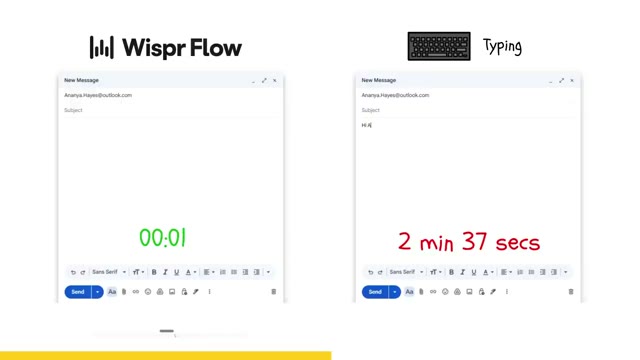 Wispr Flow
Typing
New Message
Ananya.Hayes@outlook.com
Subject
00:01
Sans Serif
Send
New Message
Ananya.Hayes@outlook.com
Subject
Hi A
2 min 37 secs
Sans Serif
Send